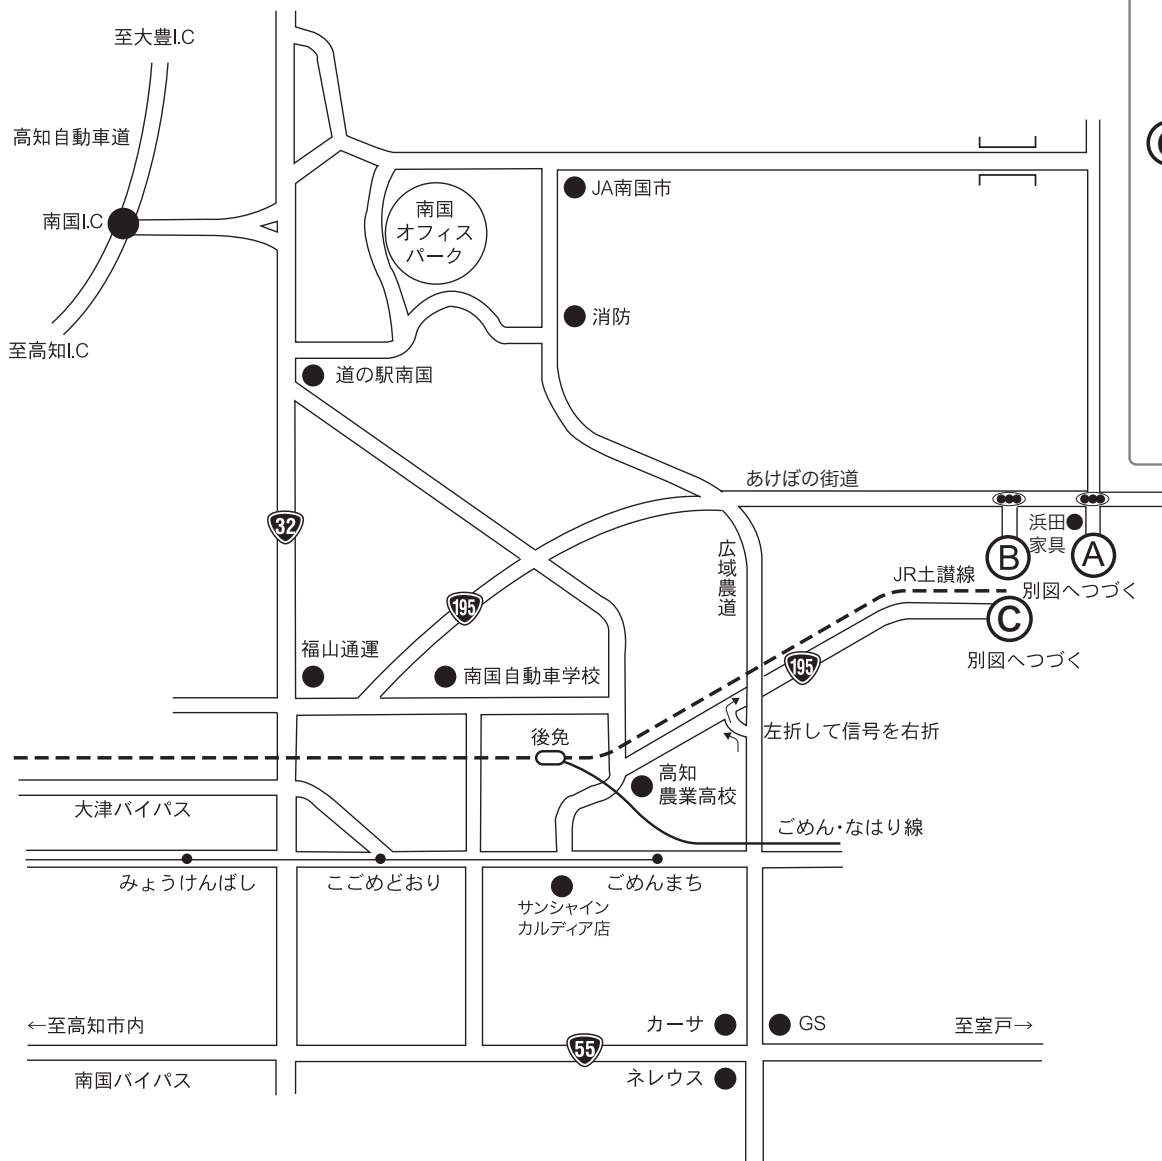 至大豊I.C
高知自動車道
南国I.C
至高知I.C
南国
オフィス
パーク
JA南国市
消防
道の駅南国
あけぼの街道
32
浜田
家具
B
A
別図へつづく
広域農道
JR土讃線
C
別図へつづく
195
195
福山通運
南国自動車学校
左折して信号を右折
後免
高知
農業高校
大津バイパス
ごめん・なはり線
みょうけんばし
こごめどおり
ごめんまち
サンシャイン
カルディア店
←至高知市内
カーサ
GS
至室戸→
55
南国バイパス
ネレウス